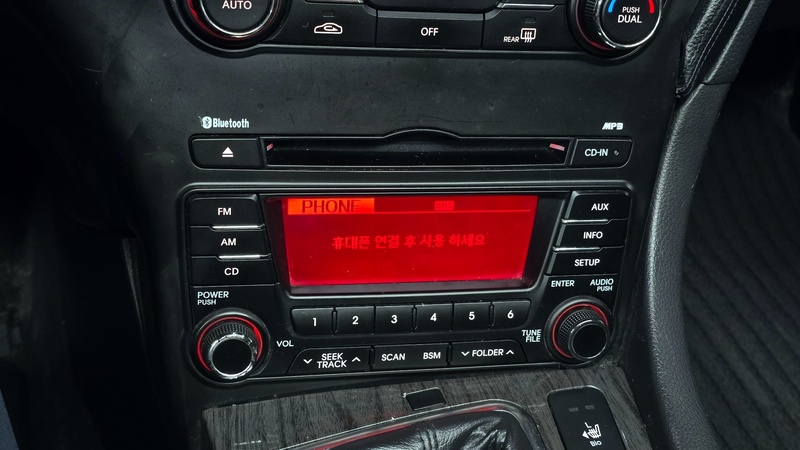 AUTO
OFF
REAR
PUSH
DUAL
Bluetooth
MP3
CD-IN
FM
AM
CD
PHONE
휴대폰 연결 후 사용 하세요
AUX
INFO
SETUP
POWER
PUSH
VOL
ENTER
AUDIO
PUSH
TUNE
FILE
1 2 3 4 5 6
SEEK
TRACK
SCAN
BSM
FOLDER
L
Bio